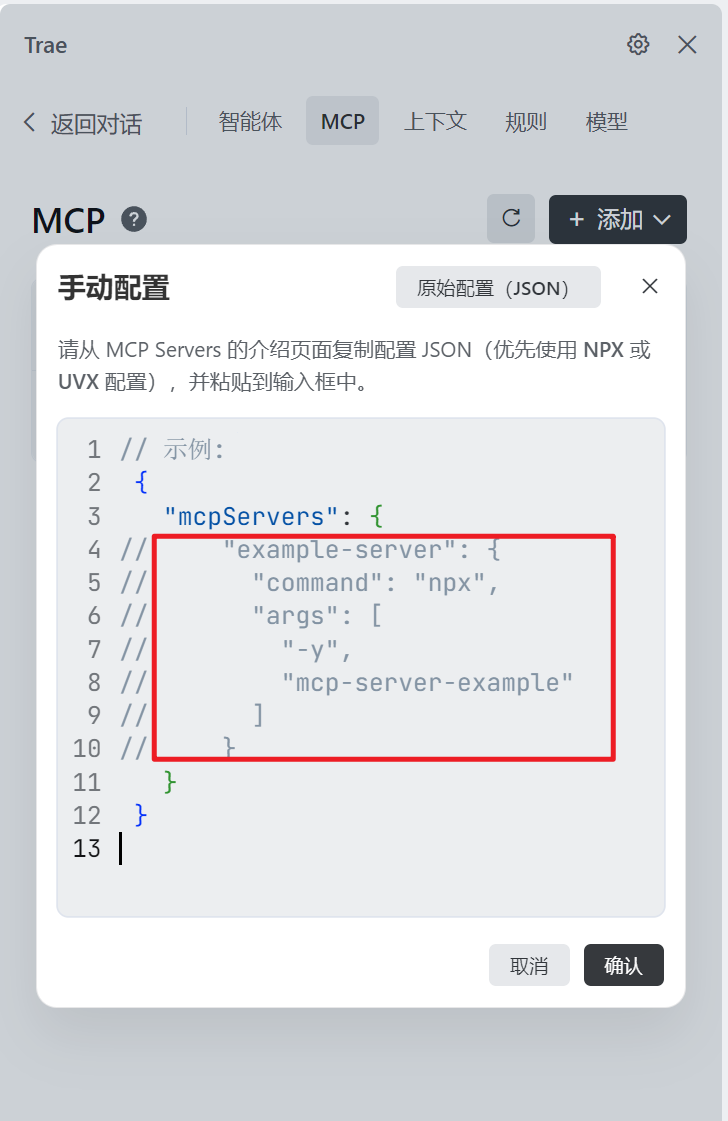 Trae
返回对话 智能体 MCP 上下文 规则 模型
MCP ? + 添加
手动配置 原始配置（JSON）
请从 MCP Servers 的介绍页面复制配置 JSON（优先使用 NPX 或
UVX 配置），并粘贴到输入框中。
1 // 示例:
2 {
3 "mcpServers": {
4 // "example-server": {
5 // "command": "npx",
6 // "args": [
7 // "-y",
8 // "mcp-server-example"
9 // ]
10 // }
11 }
12 }
13
取消 确认